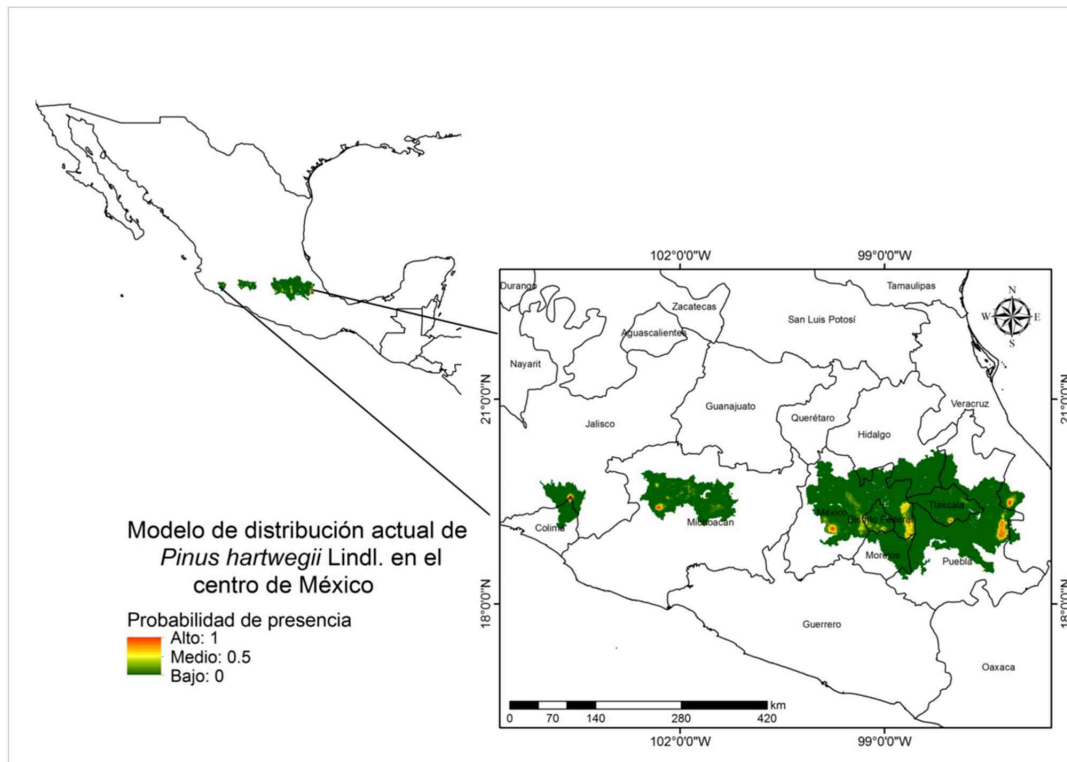 102°0'0"W
99°0'0"W
Durango
Tamaulipas
Zacatecas
N
W
E
S
San Luis Potosí
Aguascalientes
Nayarit
21°0'0"N
21°0'0"N
Guanajuato
Veracruz
Querétaro
Jalisco
Hidalgo
Tlaxcala
México
Distrito Federal
Colima
Michoacán
Morelos
Puebla
18°0'0"N
18°0'0"N
Guerrero
Oaxaca
km
0
70
140
280
420
102°0'0"W
99°0'0"W
Modelo de distribución actual de
Pinus hartwegii Lindl. en el
centro de México
Probabilidad de presencia
Alto: 1
Medio: 0.5
Bajo: 0